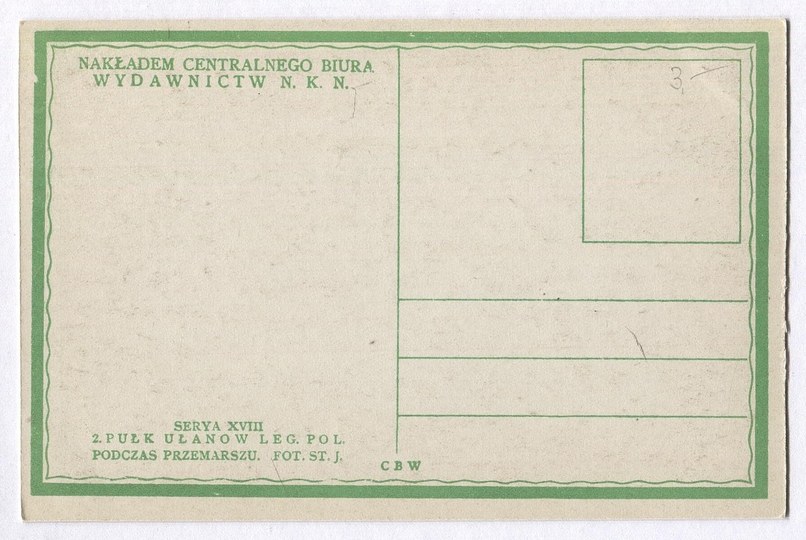 NAKŁADEM CENTRALNEGO BIURA
WYDAWNICTW N. K. N.
3,
SERYA XVIII
2. PUŁK UŁANÓW LEG. POL.
PODCZAS PRZEMARSZU. FOT. ST. J.
CBW